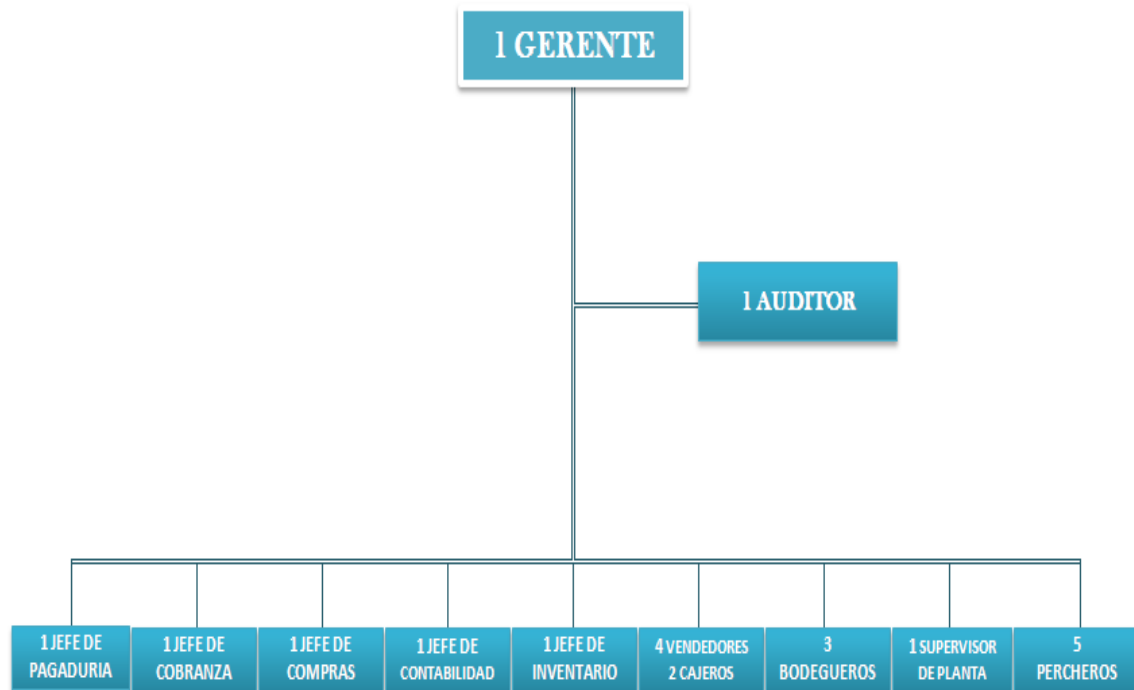 1 GERENTE
1 AUDITOR
1 JEFE DE
PAGADURIA
1 JEFE DE
COBRANZA
1 JEFE DE
COMPRAS
1 JEFE DE
CONTABILIDAD
1 JEFE DE
INVENTARIO
4 VENDEDORES
2 CAJEROS
3
BODEGUEROS
1 SUPERVISOR
DE PLANTA
5
PERCHEROS